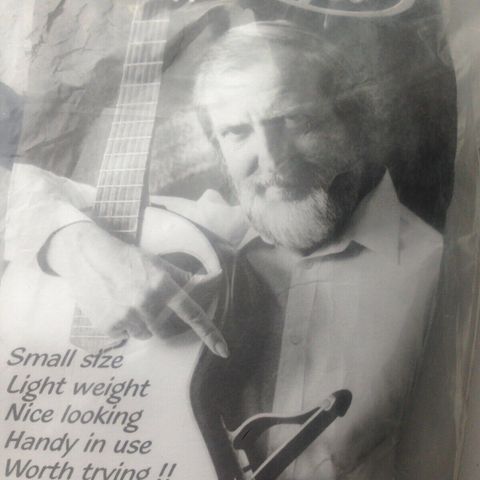 Small size
Light weight
Nice looking
Handy in use
Worth trying !!